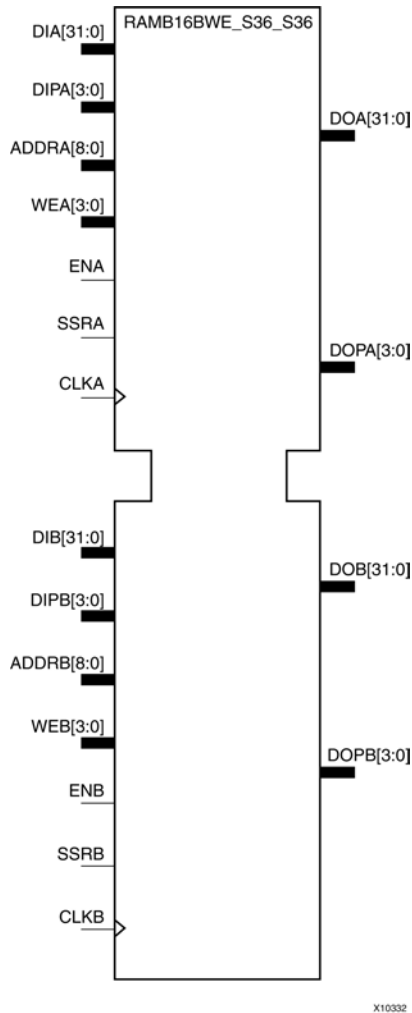 RAMB16BWE_S36_S36
DIA[31:0]
DIPA[3:0]
ADDRA[8:0]
WEA[3:0]
ENA
SSRA
CLKA
DOA[31:0]
DOPA[3:0]
DIB[31:0]
DIPB[3:0]
ADDRB[8:0]
WEB[3:0]
ENB
SSRB
CLKB
DOB[31:0]
DOPB[3:0]
X10332